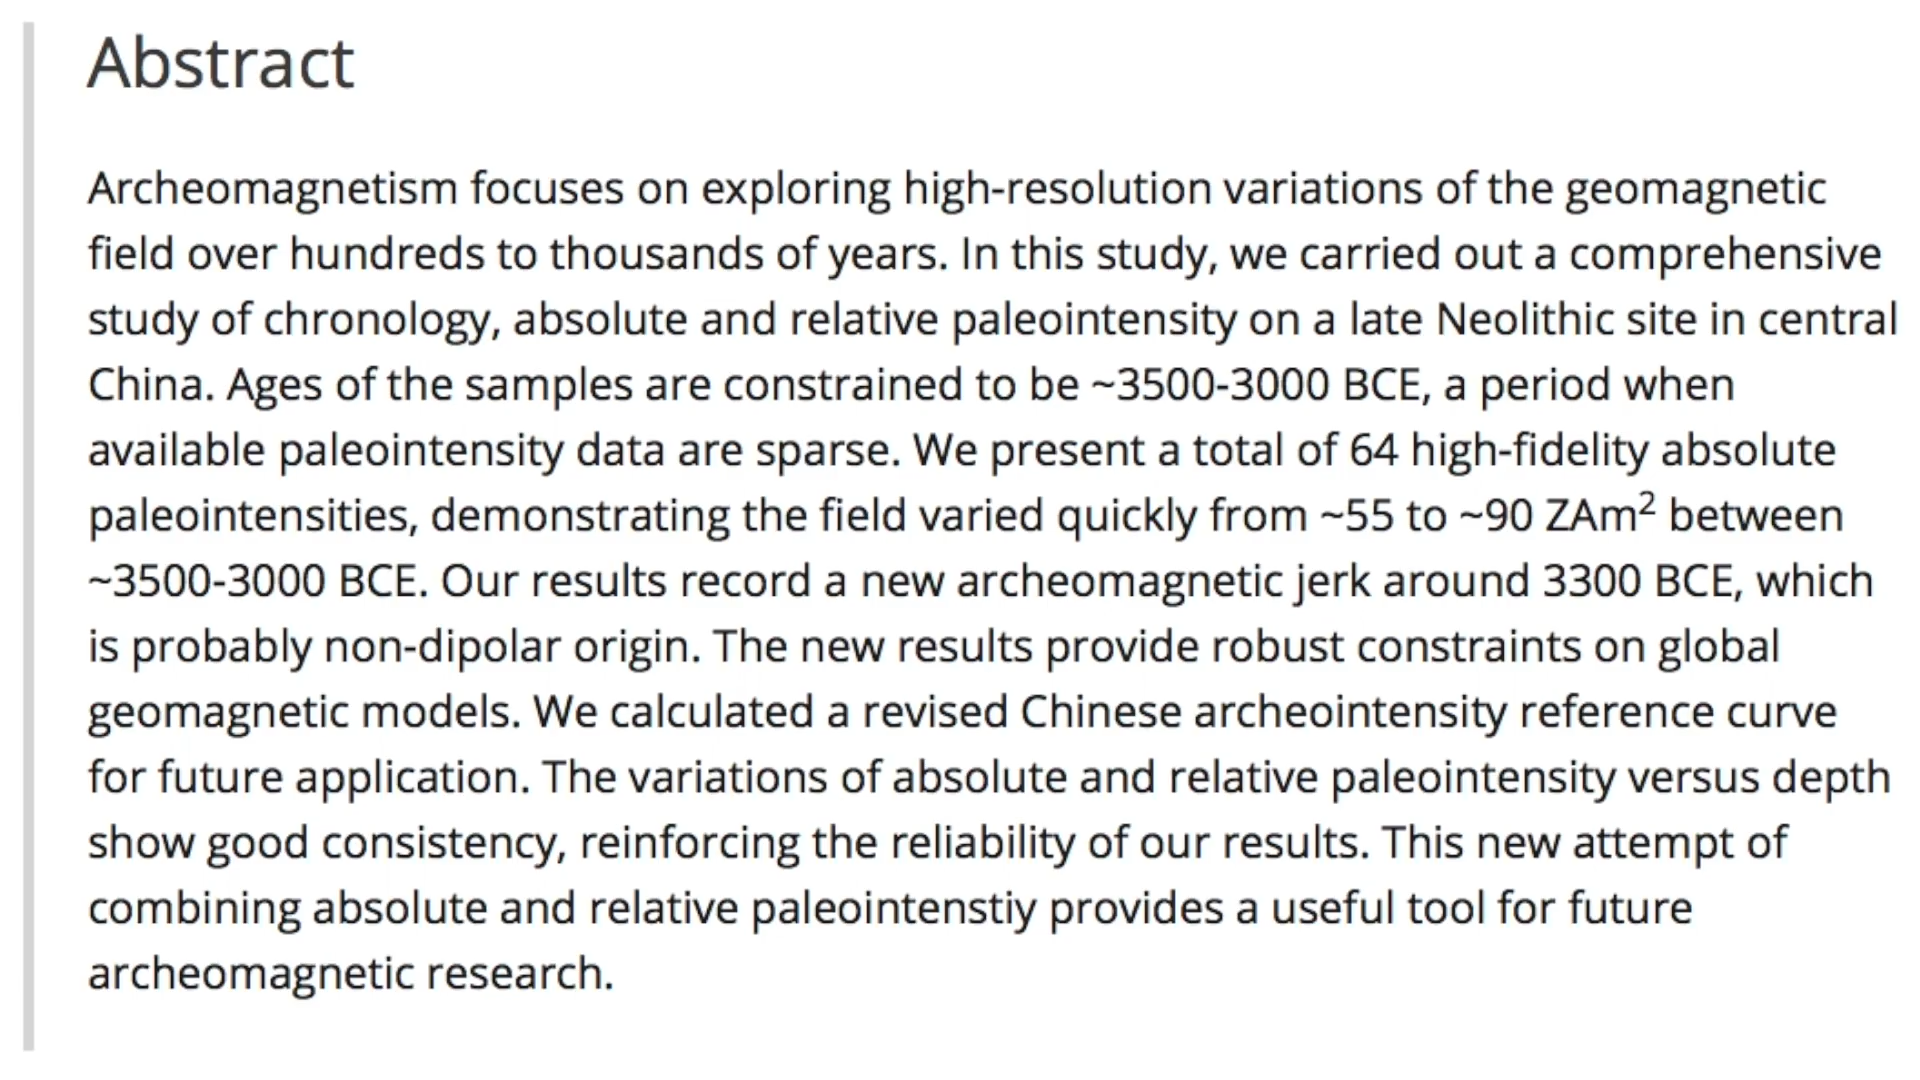 Abstract
Archeomagnetism focuses on exploring high-resolution variations of the geomagnetic
field over hundreds to thousands of years. In this study, we carried out a comprehensive
study of chronology, absolute and relative paleointensity on a late Neolithic site in central
China. Ages of the samples are constrained to be ~3500-3000 BCE, a period when
available paleointensity data are sparse. We present a total of 64 high-fidelity absolute
paleointensities, demonstrating the field varied quickly from ~55 to ~90 ZAm² between
~3500-3000 BCE. Our results record a new archeomagnetic jerk around 3300 BCE, which
is probably non-dipolar origin. The new results provide robust constraints on global
geomagnetic models. We calculated a revised Chinese archeointensity reference curve
for future application. The variations of absolute and relative paleointensity versus depth
show good consistency, reinforcing the reliability of our results. This new attempt of
combining absolute and relative paleointenstiy provides a useful tool for future
archeomagnetic research.